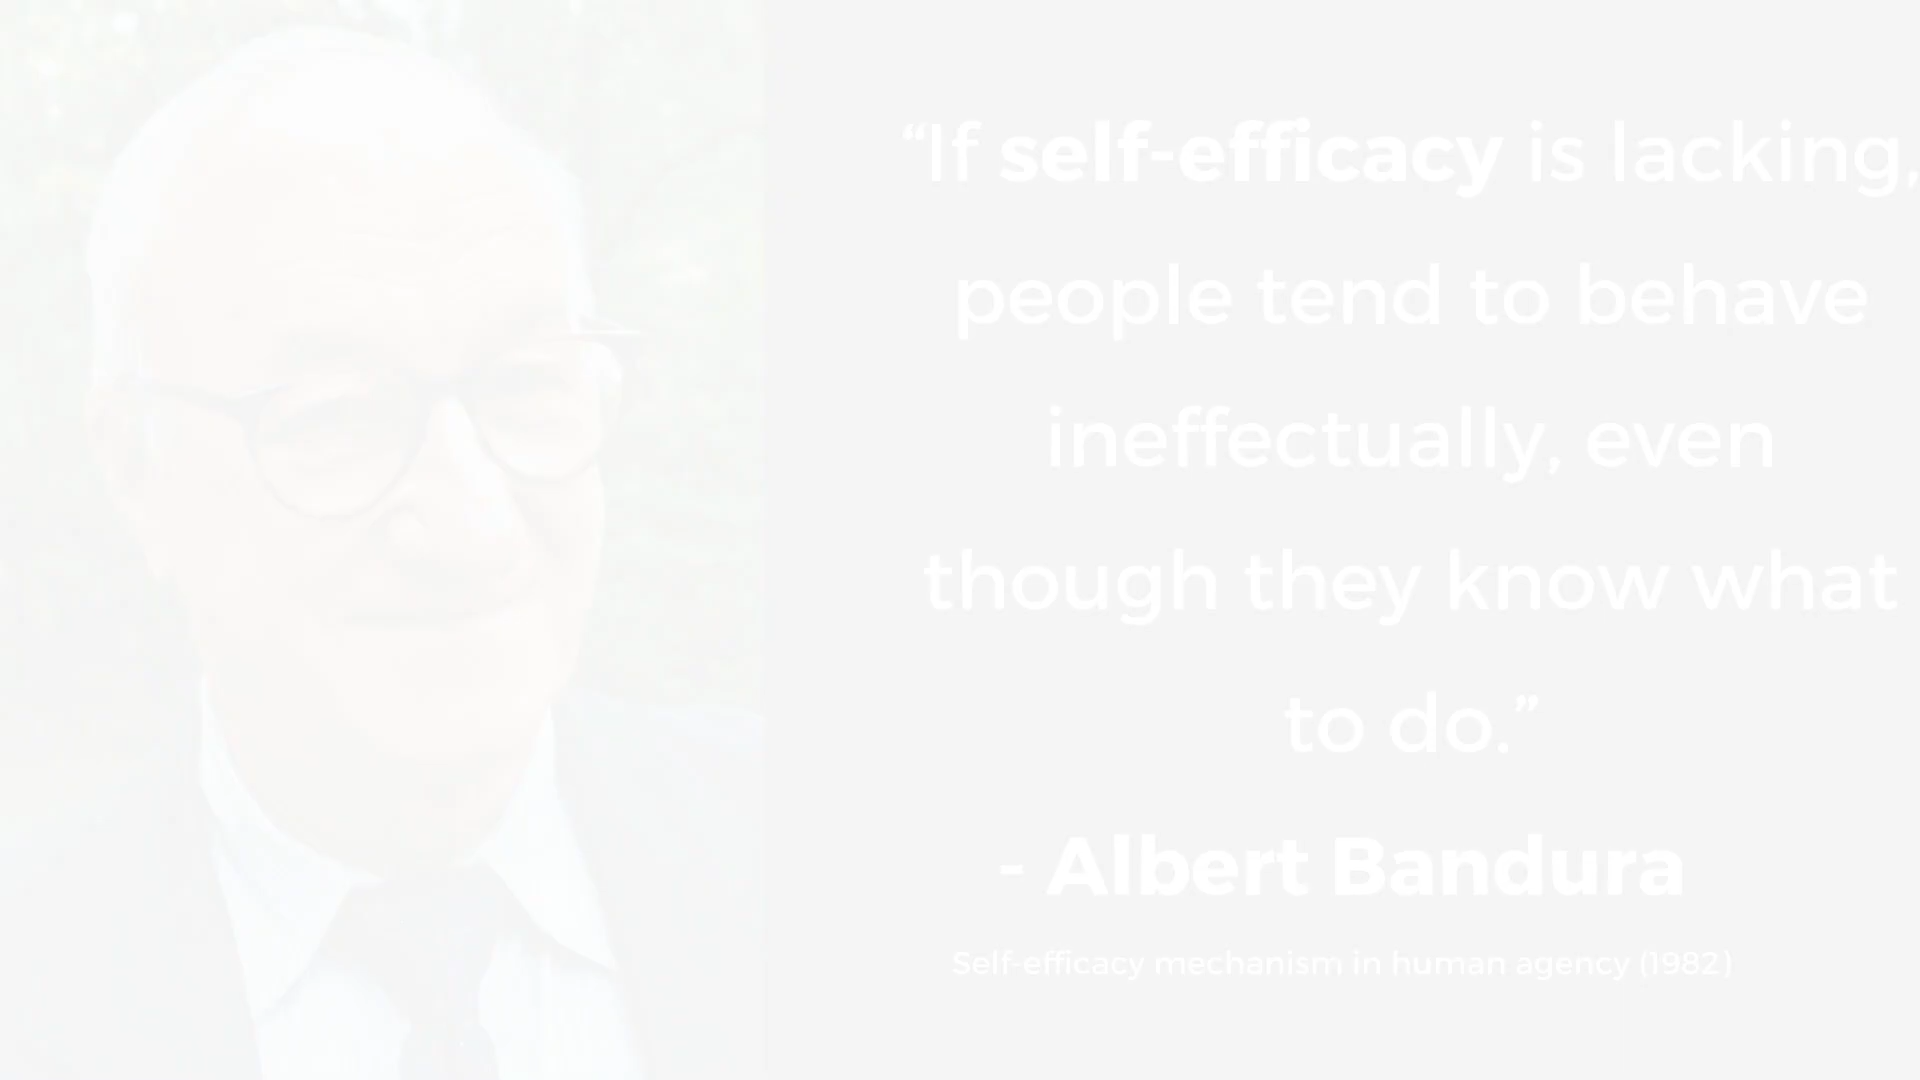 “If self-efficacy is lacking,
people tend to behave
ineffectually, even
though they know what
to do.”
- Albert Bandura
Self-efficacy mechanism in human agency (1982)